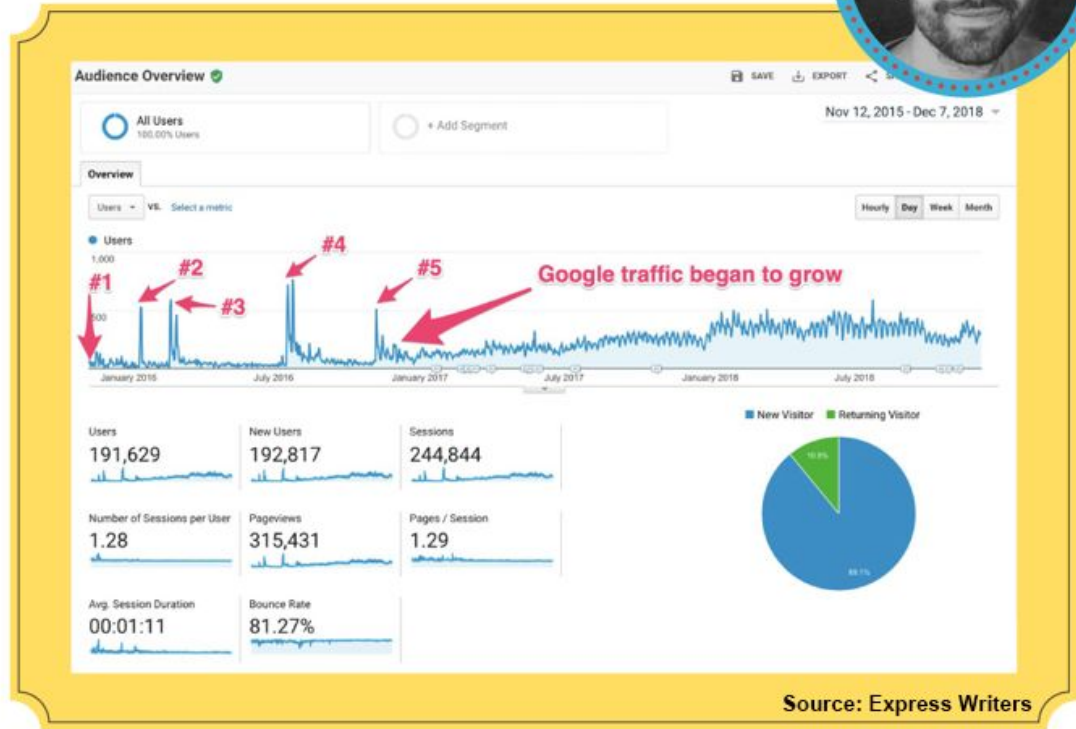 Audience Overview
SAVE EXPORT
All Users
100.00% Users
+ Add Segment
Nov 12, 2015 - Dec 7, 2018
Overview
Users VS. Select a metric
Hourly Day Week Month
Users
1,000
500
#1
#2
#3
#4
#5
Google traffic began to grow
January 2016 July 2016 January 2017 July 2017 January 2018 July 2018
New Visitor Returning Visitor
Users New Users Sessions
191,629 192,817 244,844
Number of Sessions per User Pageviews Pages / Session
1.28 315,431 1.29
Avg. Session Duration Bounce Rate
00:01:11 81.27%
10.9%
89.1%
Source: Express Writers